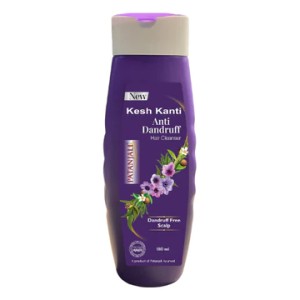 New
Kesh Kanti
Anti
Dandruff
Hair Cleanser
PATANJALI
Dandruff Free
Scalp